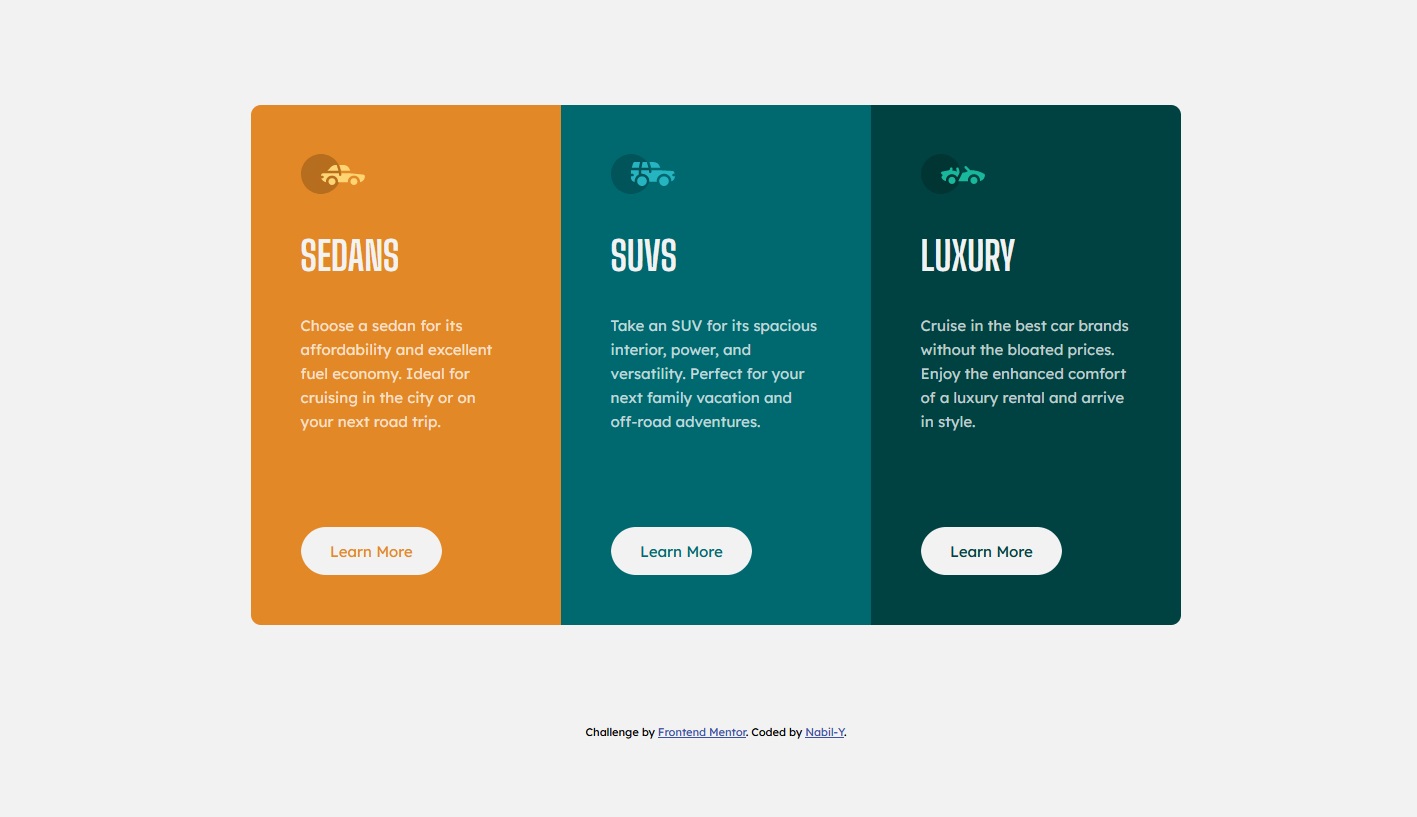 SEDANS
Choose a sedan for its
affordability and excellent
fuel economy. Ideal for
cruising in the city or on
your next road trip.
Learn More
SUVS
Take an SUV for its spacious
interior, power, and
versatility. Perfect for your
next family vacation and
off-road adventures.
Learn More
LUXURY
Cruise in the best car brands
without the bloated prices.
Enjoy the enhanced comfort
of a luxury rental and arrive
in style.
Learn More
Challenge by Frontend Mentor. Coded by Nabil-Y.